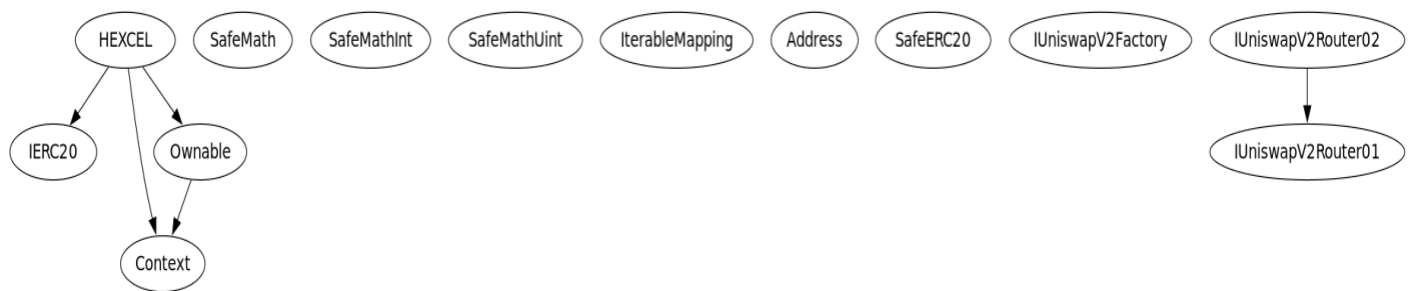 HEXCEL
SafeMath
SafeMathInt
SafeMathUint
IterableMapping
Address
SafeERC20
IUniswapV2Factory
IUniswapV2Router02
IERC20
Ownable
IUniswapV2Router01
Context